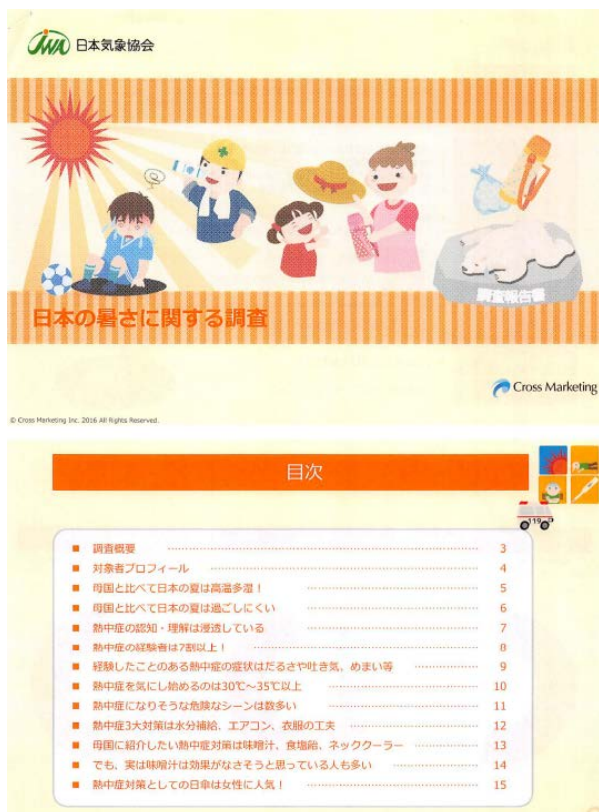 JWA 日本気象協会
調査報告書
日本の暑さに関する調査
Cross Marketing
© Cross Marketing Inc. 2016 All Rights Reserved.
目次
119
■ 調査概要 3
■ 対象者プロフィール 4
■ 母国と比べて日本の夏は高温多湿！ 5
■ 母国と比べて日本の夏は過ごしにくい 6
■ 熱中症の認知・理解は浸透している 7
■ 熱中症の経験者は7割以上！ 8
■ 経験したことのある熱中症の症状はだるさや吐き気、めまい等 9
■ 熱中症を気にし始めるのは30℃～35℃以上 10
■ 熱中症になりそうな危険なシーンは数多い 11
■ 熱中症3大対策は水分補給、エアコン、衣服の工夫 12
■ 母国に紹介したい熱中症対策は味噌汁、食塩飴、ネッククーラー 13
■ でも、実は味噌汁は効果がなさそうと思っている人も多い 14
■ 熱中症対策としての日傘は女性に人気！ 15